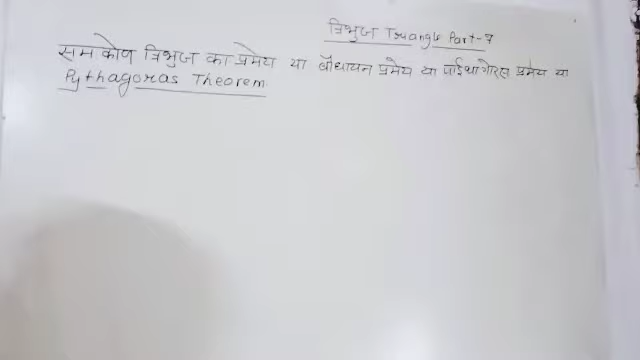 त्रिभुज Triangle Part-7
समकोण त्रिभुज का प्रमेय या बौधायन प्रमेय या पाईथागोरस प्रमेय या
Pythagoras Theorem